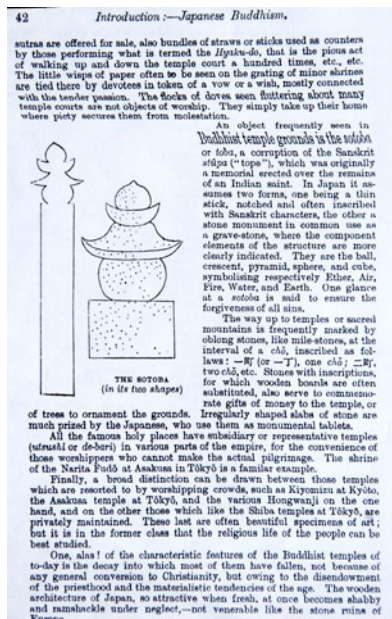 42 Introduction :—Japanese Buddhism.
sutras are offered for sale, also bundles of straws or sticks used as counters
by those performing what is termed the Hyaku-do, that is the pious act
of walking up and down the temple court a hundred times, etc., etc.
The little wisps of paper often to be seen on the grating of minor shrines
are tied there by devotees in token of a vow or a wish, mostly connected
with the tender passion. The flocks of doves seen fluttering about many
temple courts are not objects of worship. They simply take up their home
where piety secures them from molestation.
An object frequently seen in
Buddhist temple grounds is the sotoba
or toba, a corruption of the Sanskrit
stûpa ("tope"), which was originally
a memorial erected over the remains
of an Indian saint. In Japan it as-
sumes two forms, one being a thin
stick, notched and often inscribed
with Sanskrit characters, the other a
stone monument in common use as
a grave-stone, where the component
elements of the structure are more
clearly indicated. They are the ball,
crescent, pyramid, sphere, and cube,
symbolising respectively Ether, Air,
Fire, Water, and Earth. One glance
at a sotoba is said to ensure the
forgiveness of all sins.
The way up to temples or sacred
mountains is frequently marked by
oblong stones, like mile-stones, at the
interval of a chō, inscribed as fol-
laws : 一町 (or 一丁), one chō ; 二町,
two chō, etc. Stones with inscriptions,
for which wooden boards are often
substituted, also serve to commemo-
rate gifts of money to the temple, or
THE SOTOBA
(in its two shapes)
of trees to ornament the grounds. Irregularly shaped slabs of stone are
much prized by the Japanese, who use them as monumental tablets.
All the famous holy places have subsidiary or representative temples
(utsushi or de-bari) in various parts of the empire, for the convenience of
those worshippers who cannot make the actual pilgrimage. The shrine
of the Narita Fudō at Asakusa in Tōkyō is a familar example.
Finally, a broad distinction can be drawn between those temples
which are resorted to by worshipping crowds, such as Kiyomizu at Kyōto,
the Asakusa temple at Tōkyō, and the various Hongwanji on the one
hand, and on the other those which like the Shiba temples at Tōkyō, are
privately maintained. These last are often beautiful specimens of art ;
but it is in the former class that the religious life of the people can be
best studied.
One, alas ! of the characteristic features of the Buddhist temples of
to-day is the decay into which most of them have fallen, not because of
any general conversion to Christianity, but owing to the disendowment
of the priesthood and the materialistic tendencies of the age. The wooden
architecture of Japan, so attractive when fresh, at once becomes shabby
and ramshackle under neglect,—not venerable like the stone ruins of